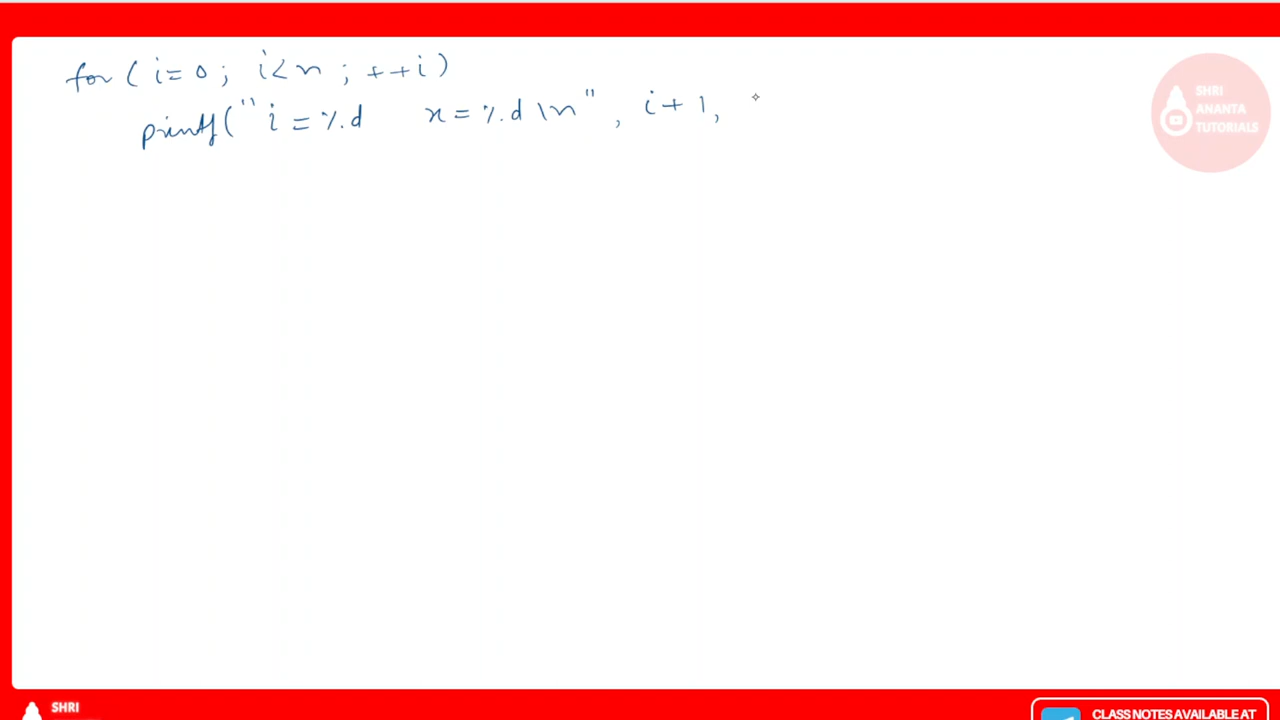 for ( i=0 ; i<n ; ++i)
printf(" i = %d x = %d \n" , i+1,
SHRI
ANANTA
TUTORIALS
SHRI
CLASS NOTES AVAILABLE AT